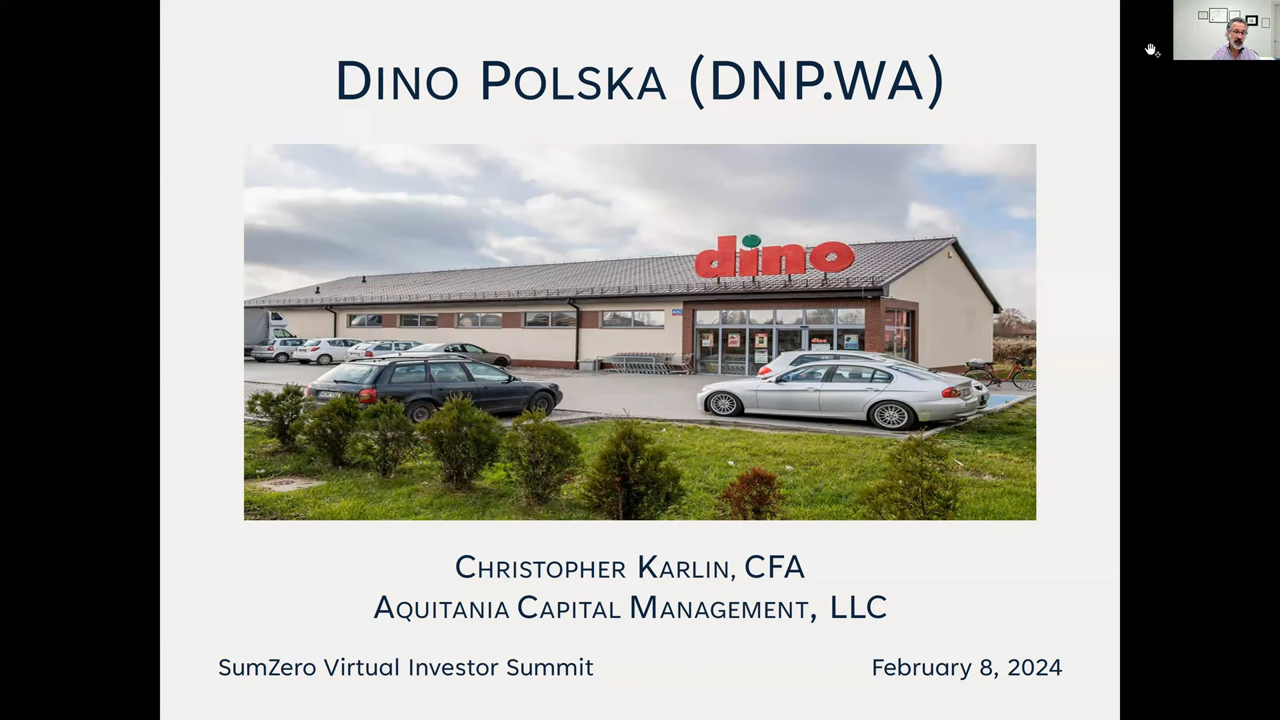 Dino Polska (DNP.WA)
dino
dino
Christopher Karlin, CFA
Aquitania Capital Management, LLC
SumZero Virtual Investor Summit
February 8, 2024